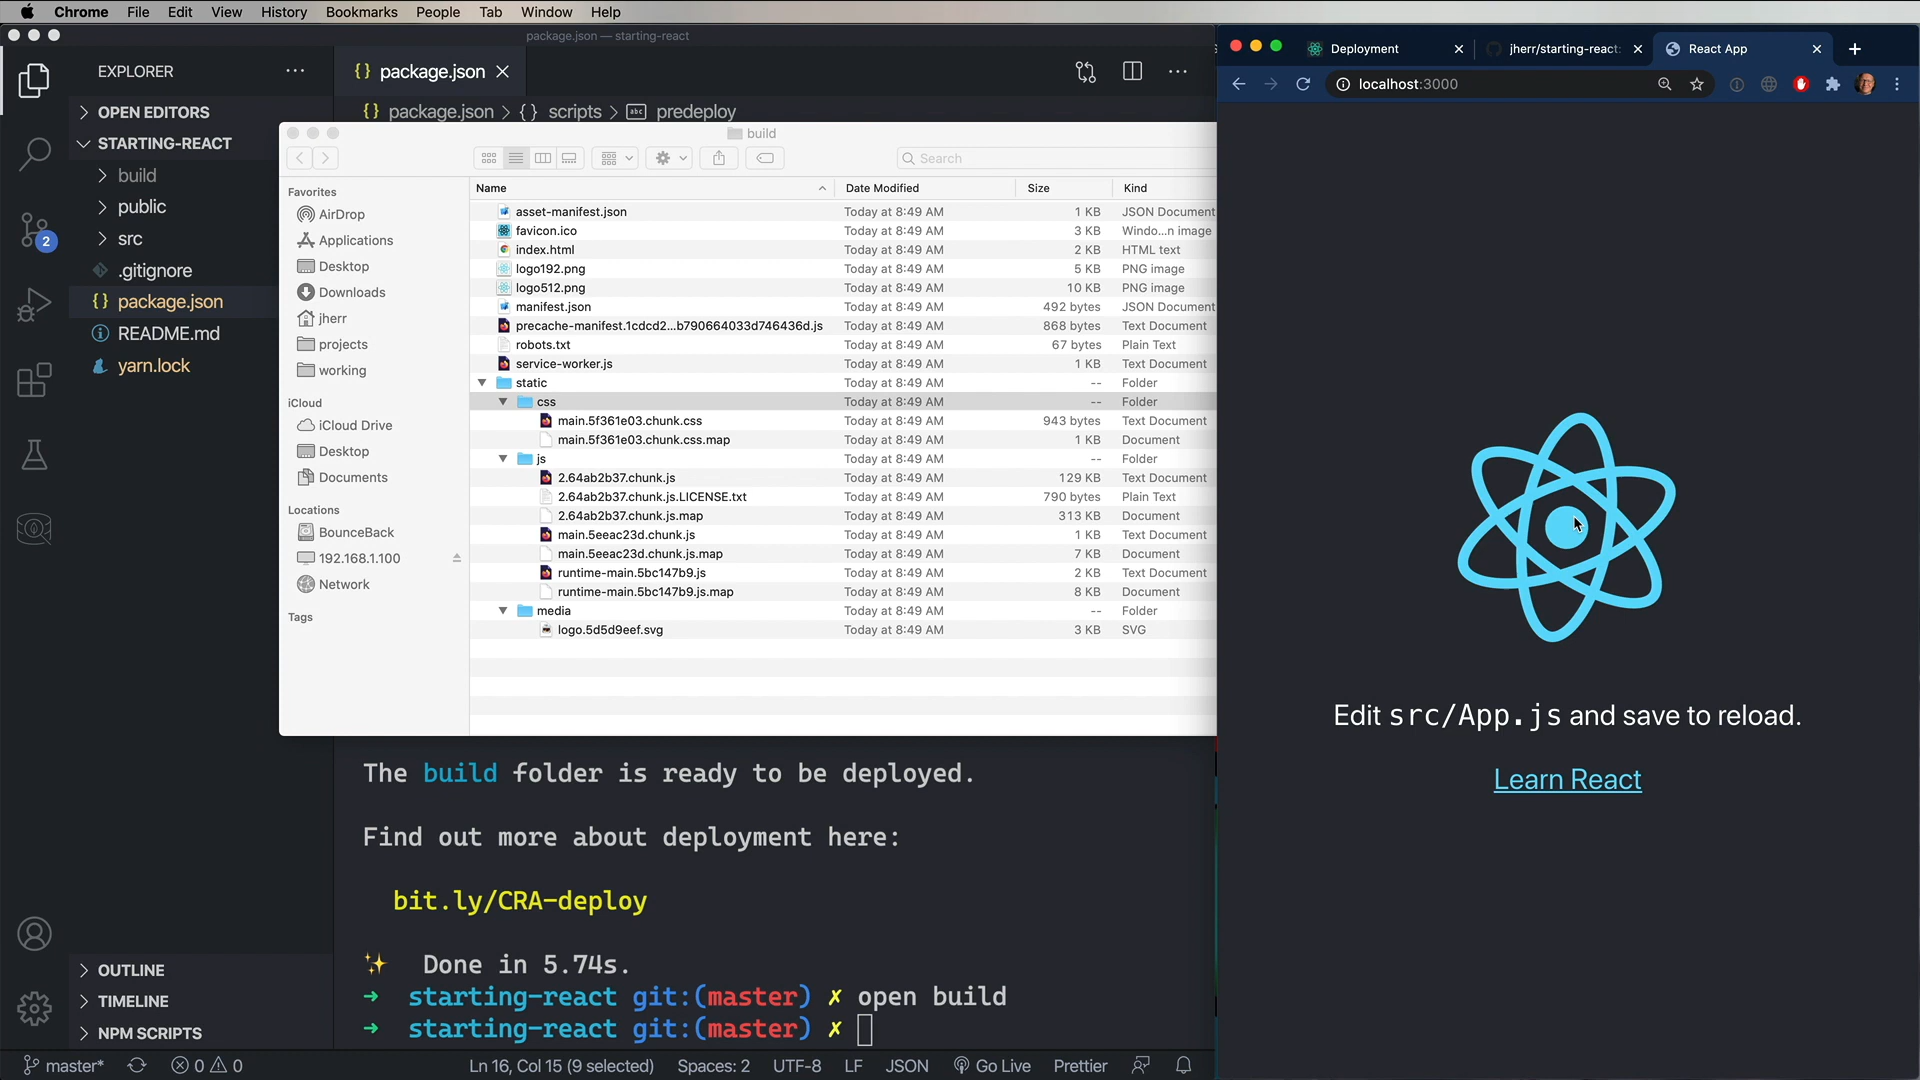 Chrome File Edit View History Bookmarks People Tab Window Help
package.json — starting-react
EXPLORER
OPEN EDITORS
STARTING-REACT
build
public
src
.gitignore
package.json
README.md
yarn.lock
2
OUTLINE
TIMELINE
NPM SCRIPTS
{} package.json
{} package.json > {} scripts > abc predeploy
build
Search
Favorites
AirDrop
Applications
Desktop
Downloads
jherr
projects
working
iCloud
iCloud Drive
Desktop
Documents
Locations
BounceBack
192.168.1.100
Network
Tags
Name Date Modified Size Kind
asset-manifest.json Today at 8:49 AM 1 KB JSON Document
favicon.ico Today at 8:49 AM 3 KB Windo...n image
index.html Today at 8:49 AM 2 KB HTML text
logo192.png Today at 8:49 AM 5 KB PNG image
logo512.png Today at 8:49 AM 10 KB PNG image
manifest.json Today at 8:49 AM 492 bytes JSON Document
precache-manifest.1cdcd2...b790664033d746436d.js Today at 8:49 AM 868 bytes Text Document
robots.txt Today at 8:49 AM 67 bytes Plain Text
service-worker.js Today at 8:49 AM 1 KB Text Document
static Today at 8:49 AM -- Folder
css Today at 8:49 AM -- Folder
main.5f361e03.chunk.css Today at 8:49 AM 943 bytes Text Document
main.5f361e03.chunk.css.map Today at 8:49 AM 1 KB Document
js Today at 8:49 AM -- Folder
2.64ab2b37.chunk.js Today at 8:49 AM 129 KB Text Document
2.64ab2b37.chunk.js.LICENSE.txt Today at 8:49 AM 790 bytes Plain Text
2.64ab2b37.chunk.js.map Today at 8:49 AM 313 KB Document
main.5eeac23d.chunk.js Today at 8:49 AM 1 KB Text Document
main.5eeac23d.chunk.js.map Today at 8:49 AM 7 KB Document
runtime-main.5bc147b9.js Today at 8:49 AM 2 KB Text Document
runtime-main.5bc147b9.js.map Today at 8:49 AM 8 KB Document
media Today at 8:49 AM -- Folder
logo.5d5d9eef.svg Today at 8:49 AM 3 KB SVG
The build folder is ready to be deployed.
Find out more about deployment here:
bit.ly/CRA-deploy
✨ Done in 5.74s.
➜ starting-react git:(master) ✗ open build
➜ starting-react git:(master) ✗
master* 0 0 Ln 16, Col 15 (9 selected) Spaces: 2 UTF-8 LF JSON Go Live Prettier
Deployment
jherr/starting-react:
React App
localhost:3000
Edit src/App.js and save to reload.
Learn React